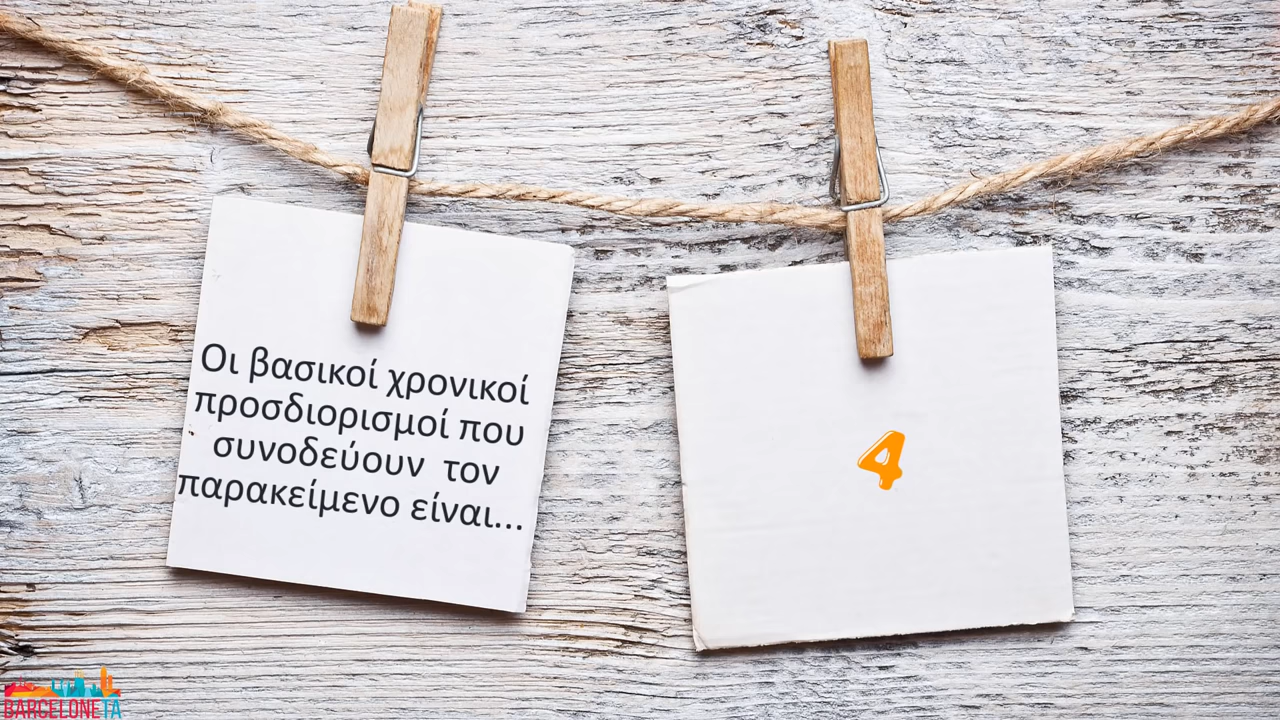 Οι βασικοί χρονικοί
προσδιορισμοί που
συνοδεύουν τον
παρακείμενο είναι...
4
BARCELONETA